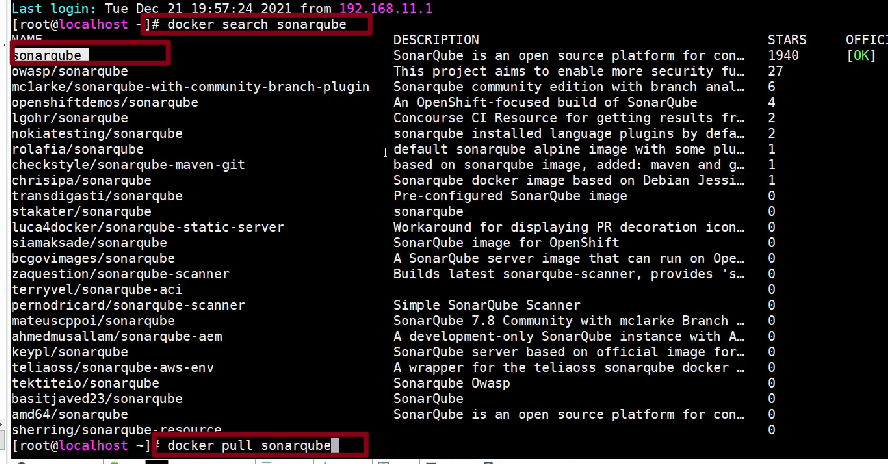 Last login: Tue Dec 21 19:57:24 2021 from 192.168.11.1
[root@localhost ~]# docker search sonarqube
NAME DESCRIPTION STARS OFFICI
sonarqube SonarQube is an open source platform for con… 1940 [OK]
owasp/sonarqube This project aims to enable more security fu… 27
mc1arke/sonarqube-with-community-branch-plugin Sonarqube community edition with branch anal… 6
openshiftdemos/sonarqube An OpenShift-focused build of SonarQube 4
lgohr/sonarqube Concourse CI Resource for getting results fr… 2
nokiatesting/sonarqube sonarqube installed language plugins by defa… 2
rolafia/sonarqube default sonarqube alpine image with some plu… 1
checkstyle/sonarqube-maven-git based on sonarqube image, added: maven and g… 1
chrisipa/sonarqube Sonarqube docker image based on Debian Jessi… 1
transdigasti/sonarqube Pre-configured SonarQube image 0
stakater/sonarqube sonarqube 0
luca4docker/sonarqube-static-server Workaround for displaying PR decoration icon… 0
siamaksade/sonarqube SonarQube image for OpenShift 0
bcgovimages/sonarqube A SonarQube server image that can run on Ope… 0
zaquestion/sonarqube-scanner Builds latest sonarqube-scanner, provides 's… 0
terryvel/sonarqube-aci 0
pernodricard/sonarqube-scanner Simple SonarQube Scanner 0
mateuscppoi/sonarqube SonarQube 7.8 Community with mc1arke Branch … 0
ahmedmusallam/sonarqube-aem A development-only SonarQube instance with A… 0
keypl/sonarqube SonarQube server based on official image for… 0
teliaoss/sonarqube-aws-env A wrapper for the teliaoss sonarqube docker … 0
tektiteio/sonarqube Sonarqube Owasp 0
basitjaved23/sonarqube SonarQube 0
amd64/sonarqube SonarQube is an open source platform for con… 0
sherring/sonarqube-resource 0
[root@localhost ~]# docker pull sonarqube